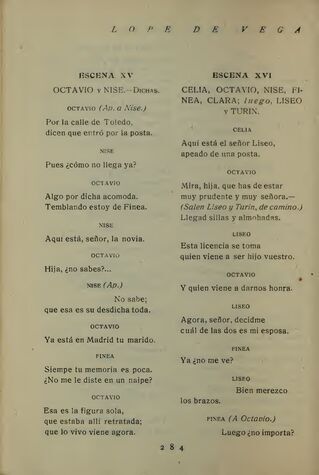 LOPE DE VEGA
ESCENA XV
OCTAVIO Y NISE.—DICHAS.
OCTAVIO (Ap. a Nise.)
Por la calle de Toledo,
dicen que entró por la posta.
NISE
Pues ¿cómo no llega ya?
OCTAVIO
Algo por dicha acomoda.
Temblando estoy de Finea.
NISE
Aquí está, señor, la novia.
OCTAVIO
Hija, ¿no sabes?...
NISE (Ap.)
No sabe;
que esa es su desdicha toda.
OCTAVIO
Ya está en Madrid tu marido.
FINEA
Siempe tu memoria es poca.
¿No me le diste en un naipe?
OCTAVIO
Esa es la figura sola,
que estaba allí retratada;
que lo vivo viene agora.
ESCENA XVI
CELIA, OCTAVIO, NISE, FI-
NEA, CLARA; luego, LISEO
y TURIN.
CELIA
Aquí está el señor Liseo,
apeado de una posta.
OCTAVIO
Mira, hija, que has de estar
muy prudente y muy señora.—
(Salen Liseo y Turín, de camino.)
Llegad sillas y almohadas.
LISEO
Esta licencia se toma
quien viene a ser hijo vuestro.
OCTAVIO
Y quien viene a darnos honra.
LISEO
Agora, señor, decidme
cuál de las dos es mi esposa.
FINEA
Ya ¿no me ve?
LISEO
Bien merezco
los brazos.
FINEA (A Octavio.)
Luego ¿no importa?
284